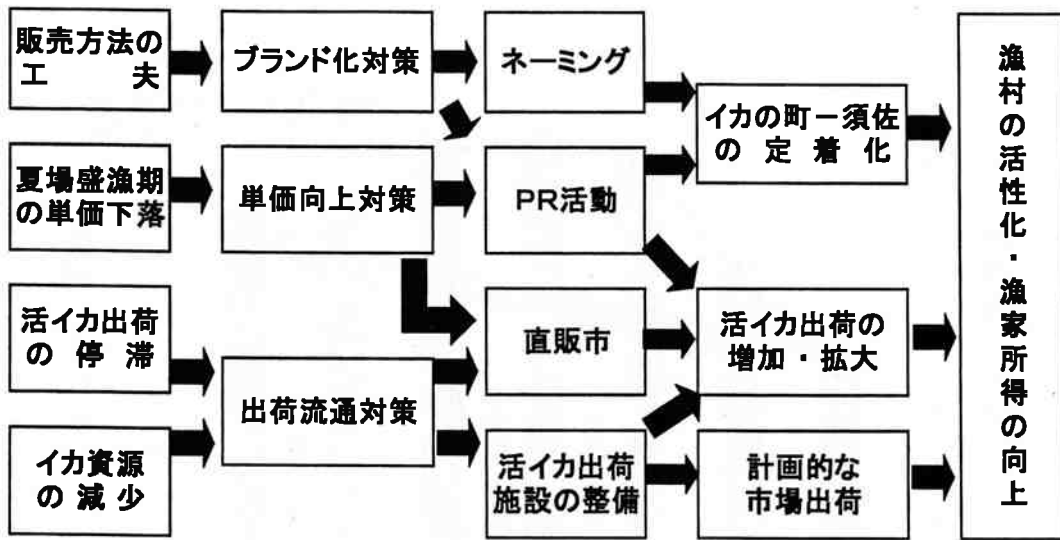 販売方法の
工夫
夏場盛漁期
の単価下落
活イカ出荷
の停滞
イカ資源
の減少
ブランド化対策
単価向上対策
出荷流通対策
ネーミング
PR活動
直販市
活イカ出荷
施設の整備
イカの町－須佐
の定着化
活イカ出荷の
増加・拡大
計画的な
市場出荷
漁村の活性化・漁家所得の向上